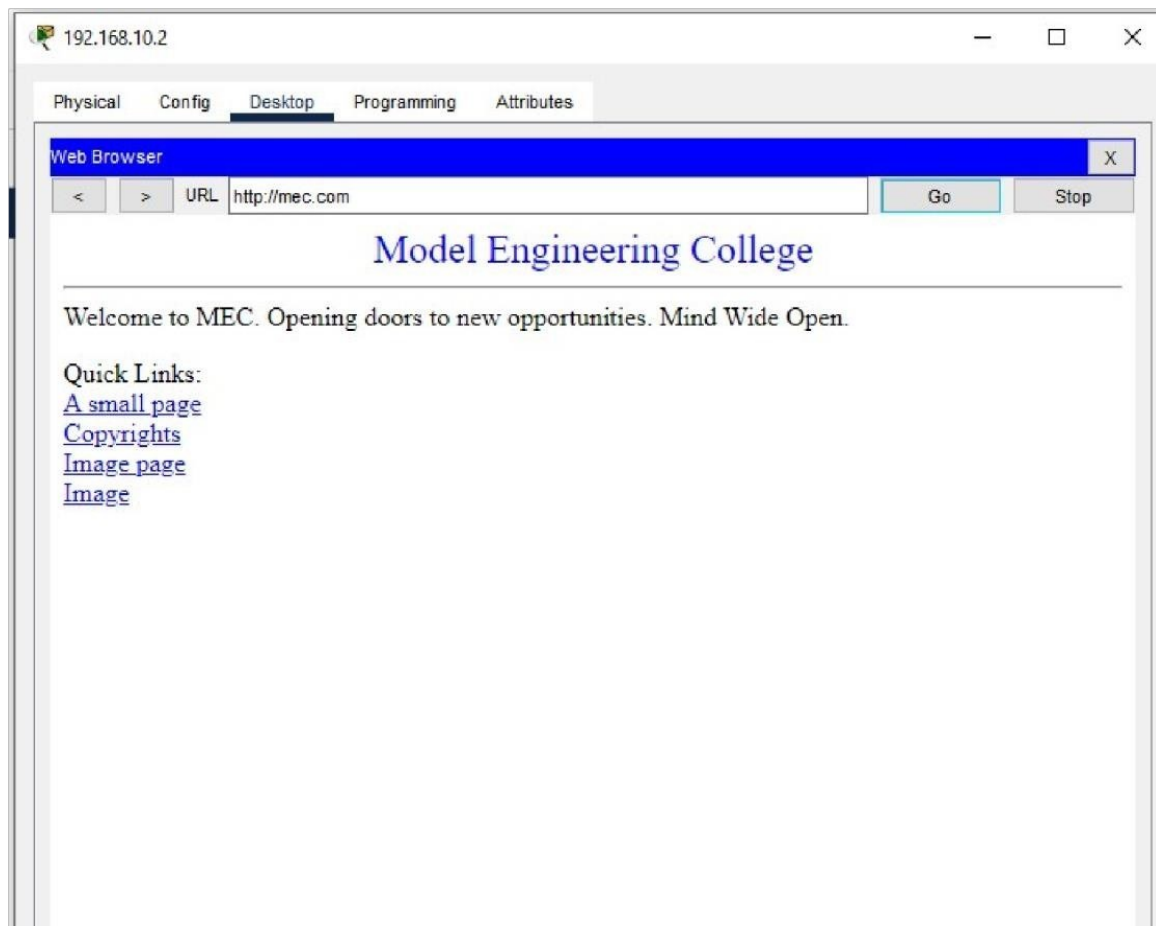 192.168.10.2
Physical Config Desktop Programming Attributes
Web Browser X
< > URL http://mec.com Go Stop
Model Engineering College
Welcome to MEC. Opening doors to new opportunities. Mind Wide Open.
Quick Links:
A small page
Copyrights
Image page
Image